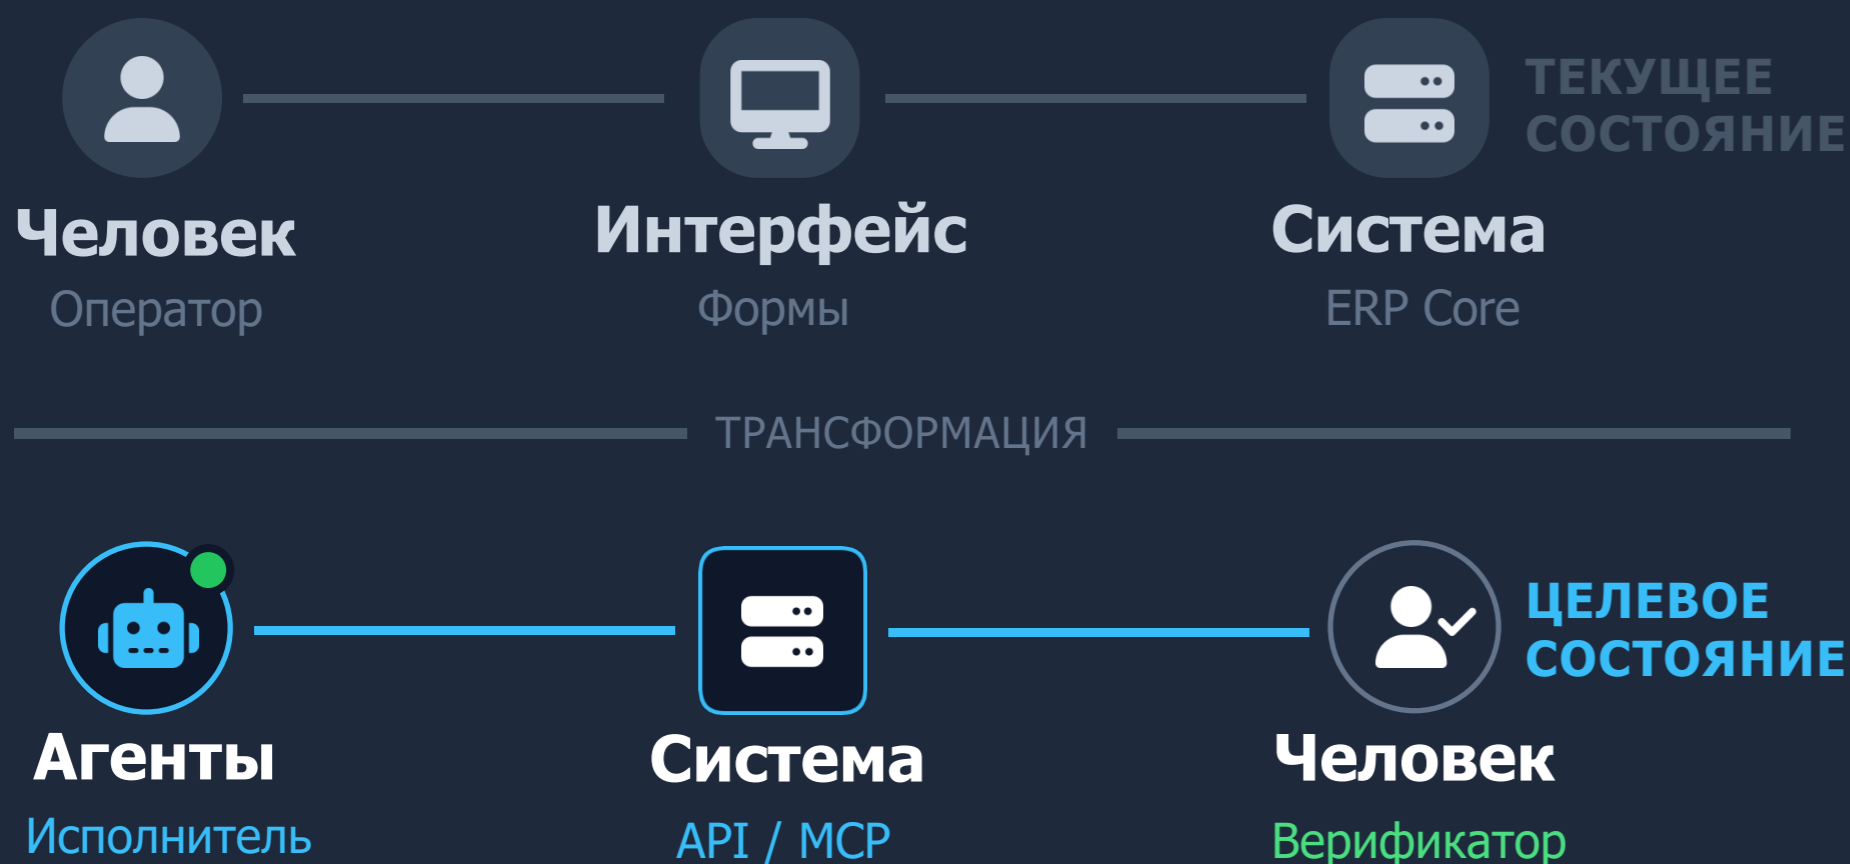 ТЕКУЩЕЕ
СОСТОЯНИЕ
Человек
Интерфейс
Система
Оператор
Формы
ERP Core
ТРАНСФОРМАЦИЯ
ЦЕЛЕВОЕ
СОСТОЯНИЕ
Агенты
Система
Человек
Исполнитель
API / MCP
Верификатор